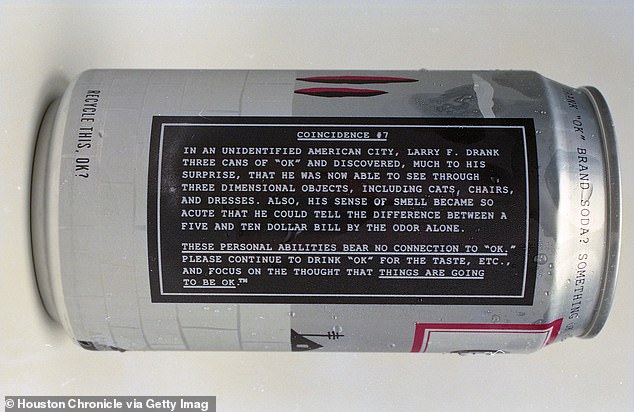 COINCIDENCE #7
IN AN UNIDENTIFIED AMERICAN CITY, LARRY F. DRANK
THREE CANS OF "OK" AND DISCOVERED, MUCH TO HIS
SURPRISE, THAT HE WAS NOW ABLE TO SEE THROUGH
THREE DIMENSIONAL OBJECTS, INCLUDING CATS, CHAIRS,
AND DRESSES. ALSO, HIS SENSE OF SMELL BECAME SO
ACUTE THAT HE COULD TELL THE DIFFERENCE BETWEEN A
FIVE AND TEN DOLLAR BILL BY THE ODOR ALONE.
THESE PERSONAL ABILITIES BEAR NO CONNECTION TO "OK."
PLEASE CONTINUE TO DRINK "OK" FOR THE TASTE, ETC.,
AND FOCUS ON THE THOUGHT THAT THINGS ARE GOING
TO BE OK.™
RECYCLE THIS, OK?
"OK" BRAND SODA? SOMETHING
© Houston Chronicle via Getty Imag